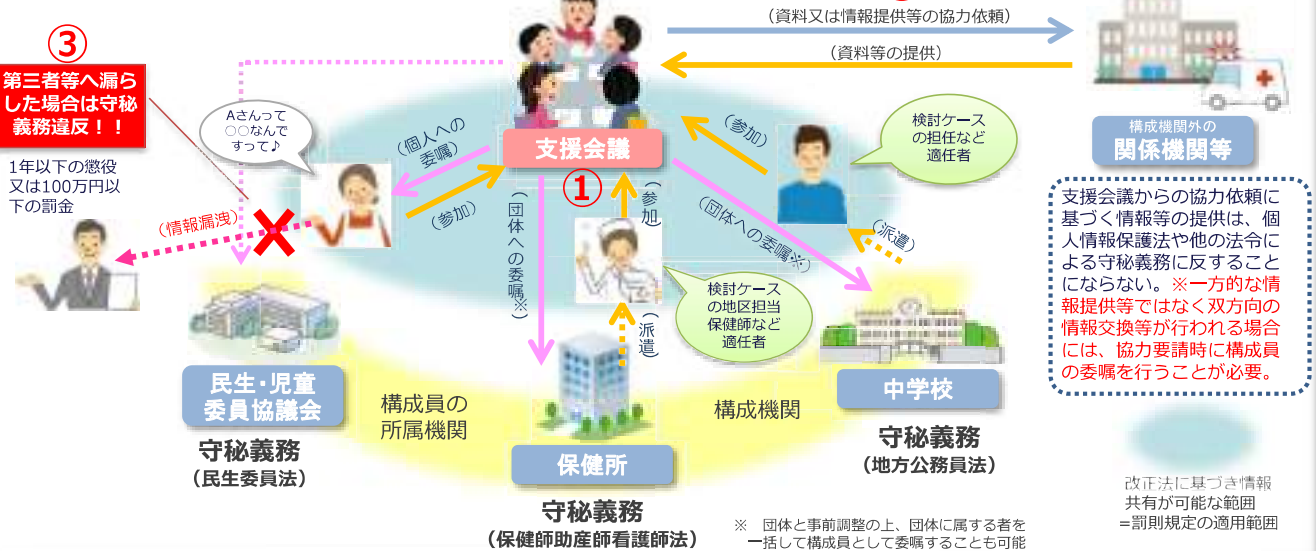 （資料又は情報提供等の協力依頼）
（資料等の提供）
③
第三者等へ漏ら
した場合は守秘
義務違反！！
1年以下の懲役
又は100万円以
下の罰金
Aさんって
○○なんで
すって♪
（個人への
委嘱）
（参加）
（情報漏洩）
支援会議
①
（団体への委嘱※）
（参加）
（派遣）
（参加）
（団体への委嘱※）
（派遣）
検討ケース
の担任など
適任者
検討ケース
の地区担当
保健師など
適任者
構成機関外の
関係機関等
支援会議からの協力依頼に
基づく情報等の提供は、個
人情報保護法や他の法令に
よる守秘義務に反すること
にならない。※一方的な情
報提供等ではなく双方向の
情報交換等が行われる場合
には、協力要請時に構成員
の委嘱を行うことが必要。
民生・児童
委員協議会
守秘義務
（民生委員法）
構成員の
所属機関
保健所
守秘義務
（保健師助産師看護師法）
構成機関
中学校
守秘義務
（地方公務員法）
改正法に基づき情報
共有が可能な範囲
=罰則規定の適用範囲
※　団体と事前調整の上、団体に属する者を
一括して構成員として委嘱することも可能